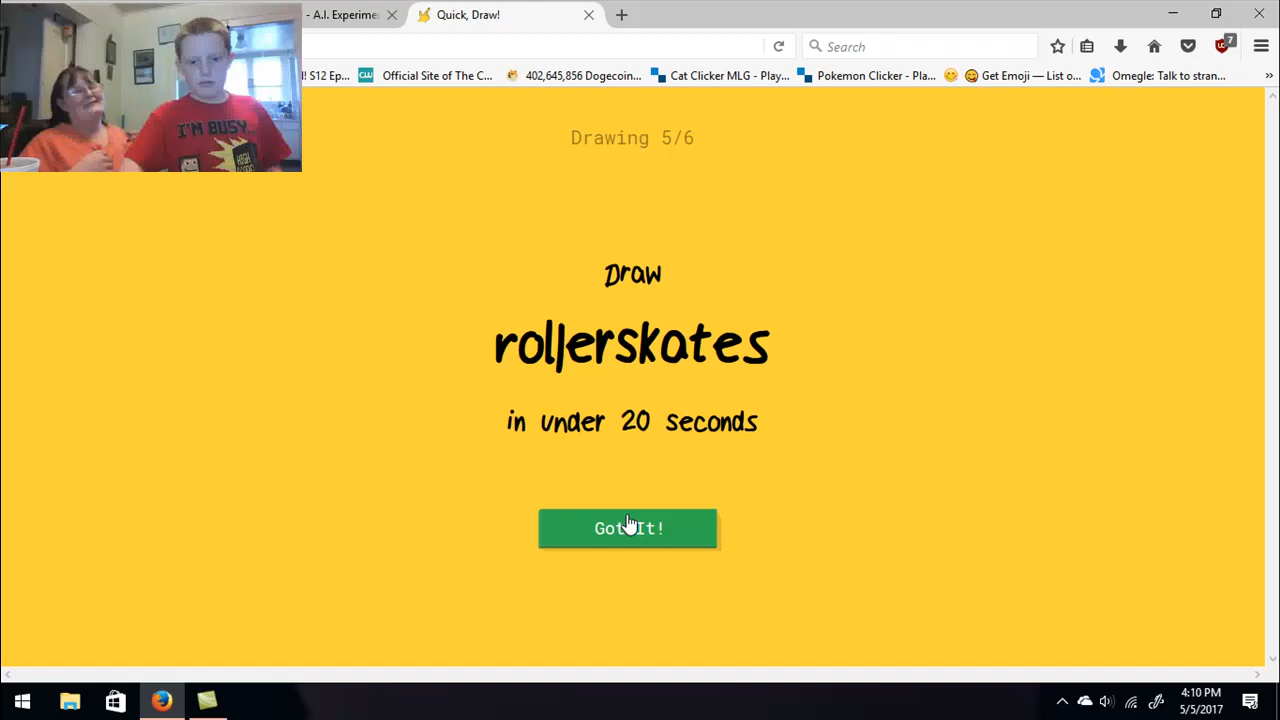 - A.I. Experime
Quick, Draw!
Search
7
! S12 Ep...
CW Official Site of The C...
402,645,856 Dogecoin...
Cat Clicker MLG - Play...
Pokemon Clicker - Pla...
Get Emoji — List o...
Omegle: Talk to stran...
»
I'M BUSY
Drawing 5/6
Draw
rollerskates
in under 20 seconds
Got It!
4:10 PM
5/5/2017